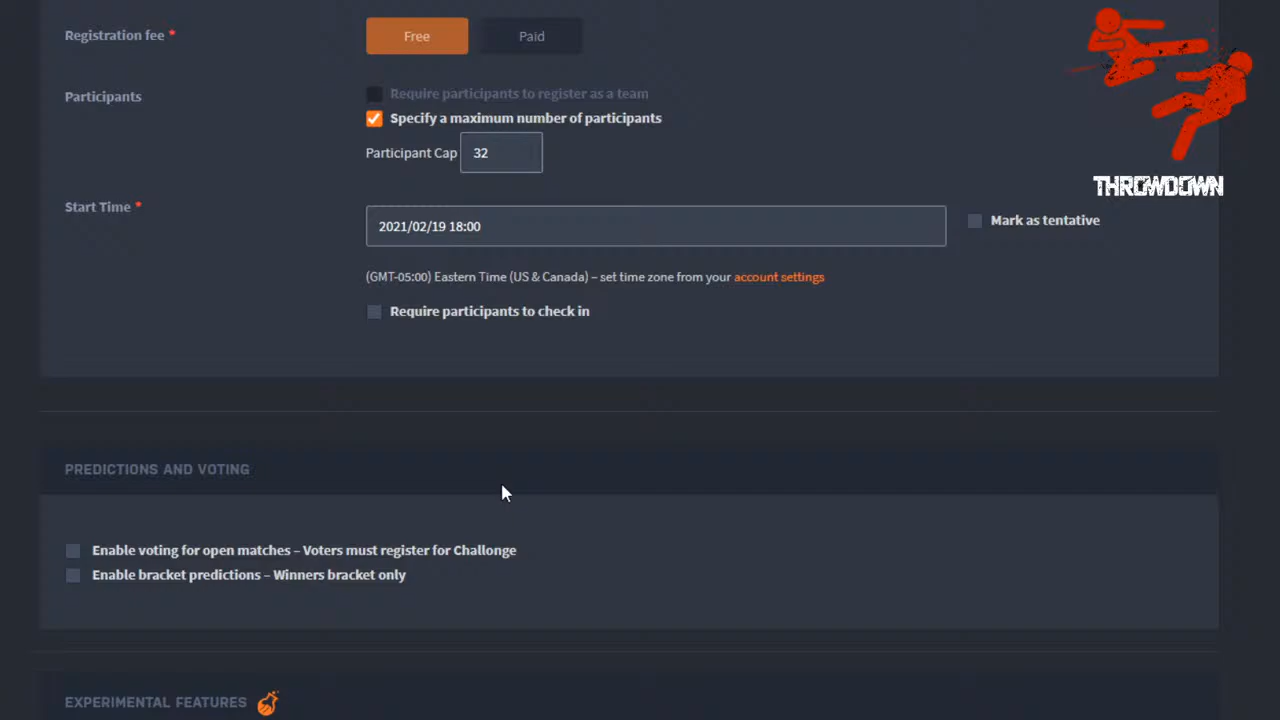 Registration fee *
Free
Paid
Participants
Require participants to register as a team
Specify a maximum number of participants
Participant Cap 32
THROWDOWN
Start Time *
2021/02/19 18:00
Mark as tentative
(GMT-05:00) Eastern Time (US & Canada) – set time zone from your account settings
Require participants to check in
PREDICTIONS AND VOTING
Enable voting for open matches – Voters must register for Challonge
Enable bracket predictions – Winners bracket only
EXPERIMENTAL FEATURES